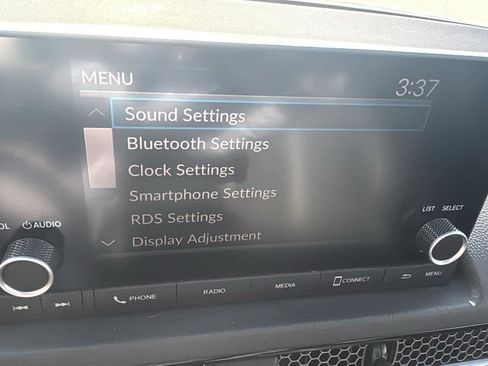 MENU 3:37
Sound Settings
Bluetooth Settings
Clock Settings
Smartphone Settings
RDS Settings
Display Adjustment
OL AUDIO
LIST SELECT
PHONE RADIO MEDIA CONNECT MENU